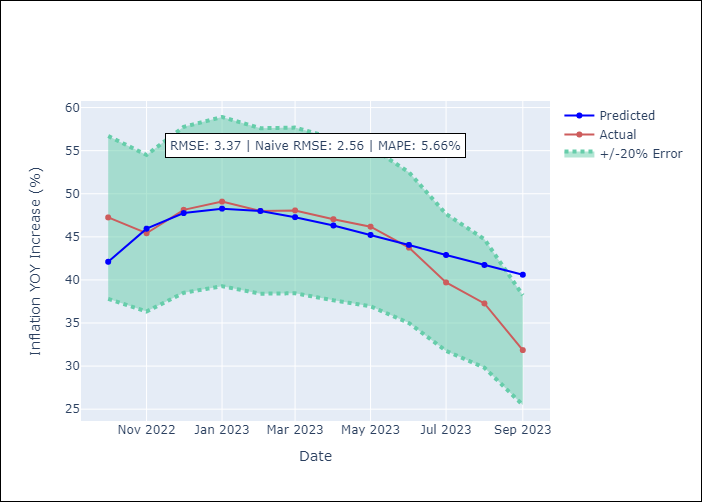 RMSE: 3.37 | Naive RMSE: 2.56 | MAPE: 5.66%
Predicted
Actual
+/-20% Error
Inflation YOY Increase (%)
60
55
50
45
40
35
30
25
Nov 2022 Jan 2023 Mar 2023 May 2023 Jul 2023 Sep 2023
Date